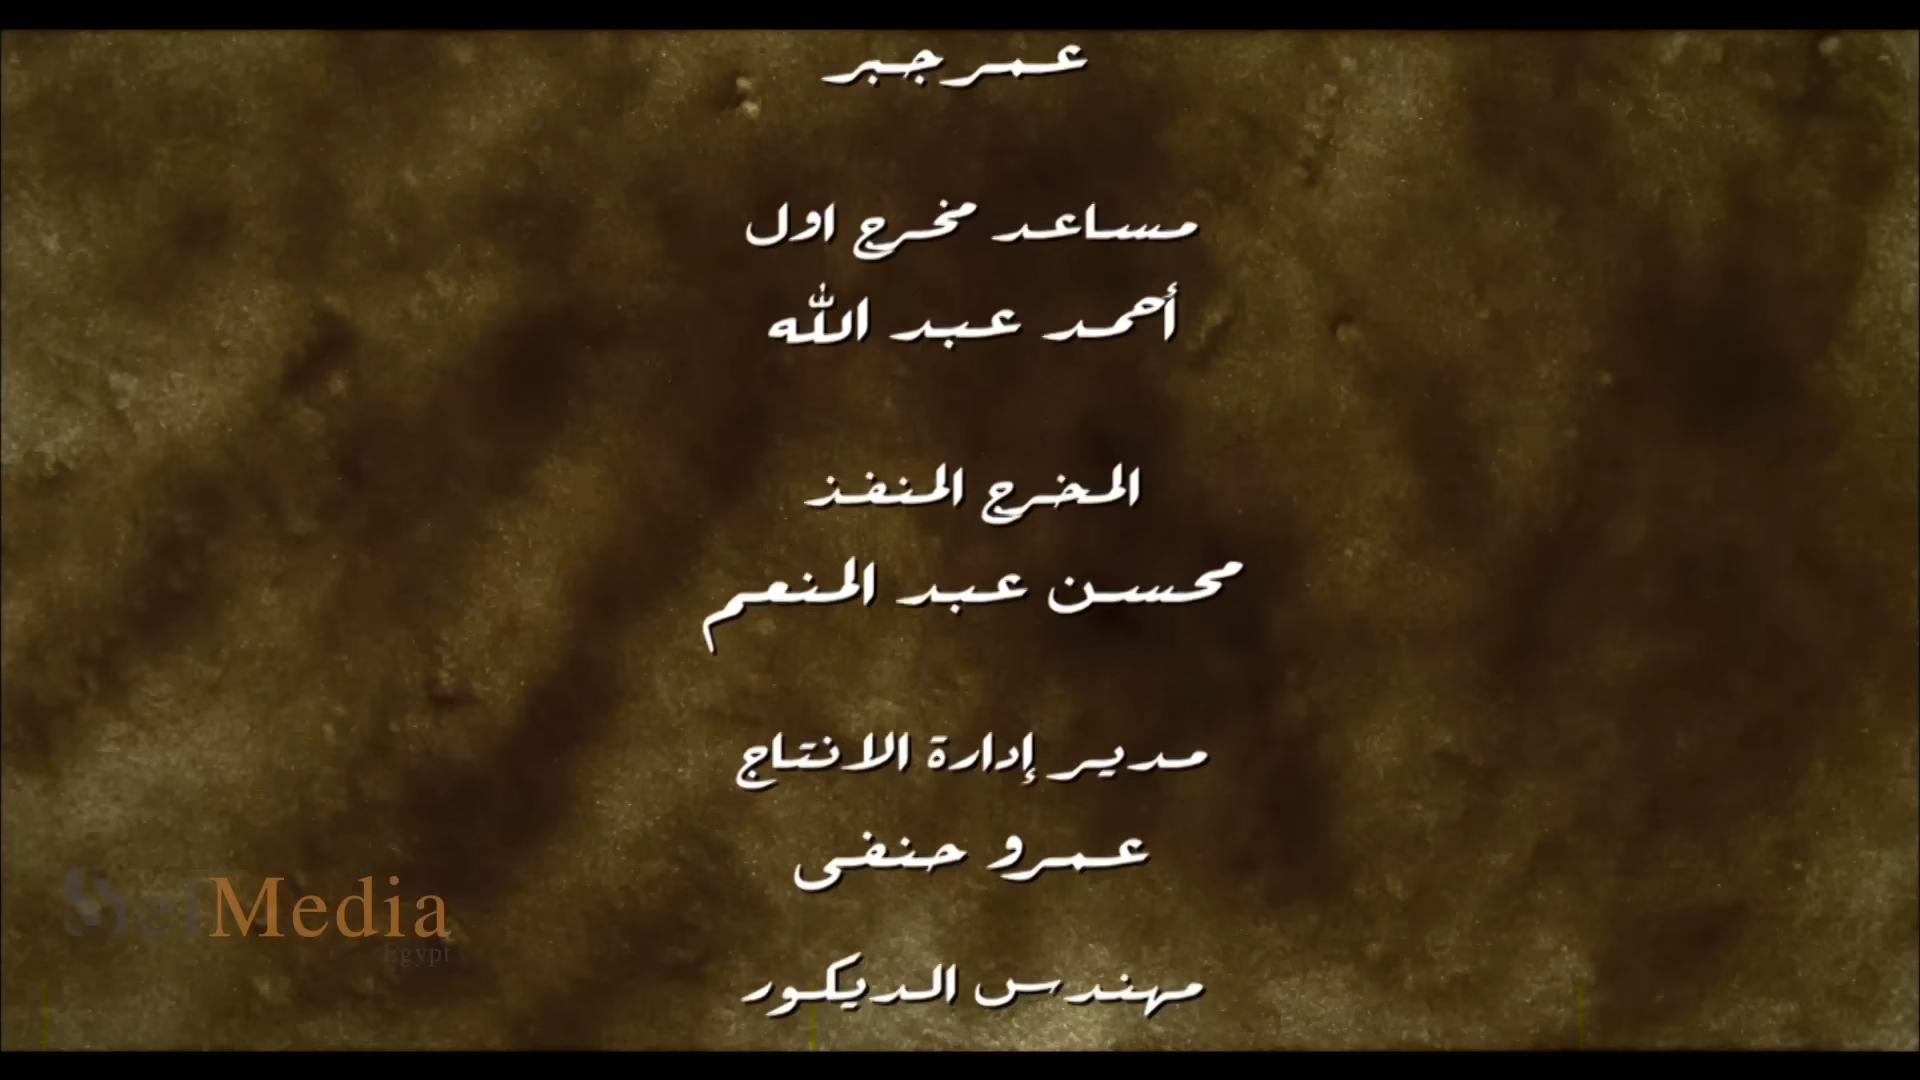 عمر جبر
مساعد مخرج اول
أحمد عبد الله
المخرج المنفذ
محسن عبد المنعم
مدير إدارة الانتاج
عمرو حنفى
مهندس الديكور
Media
Egypt